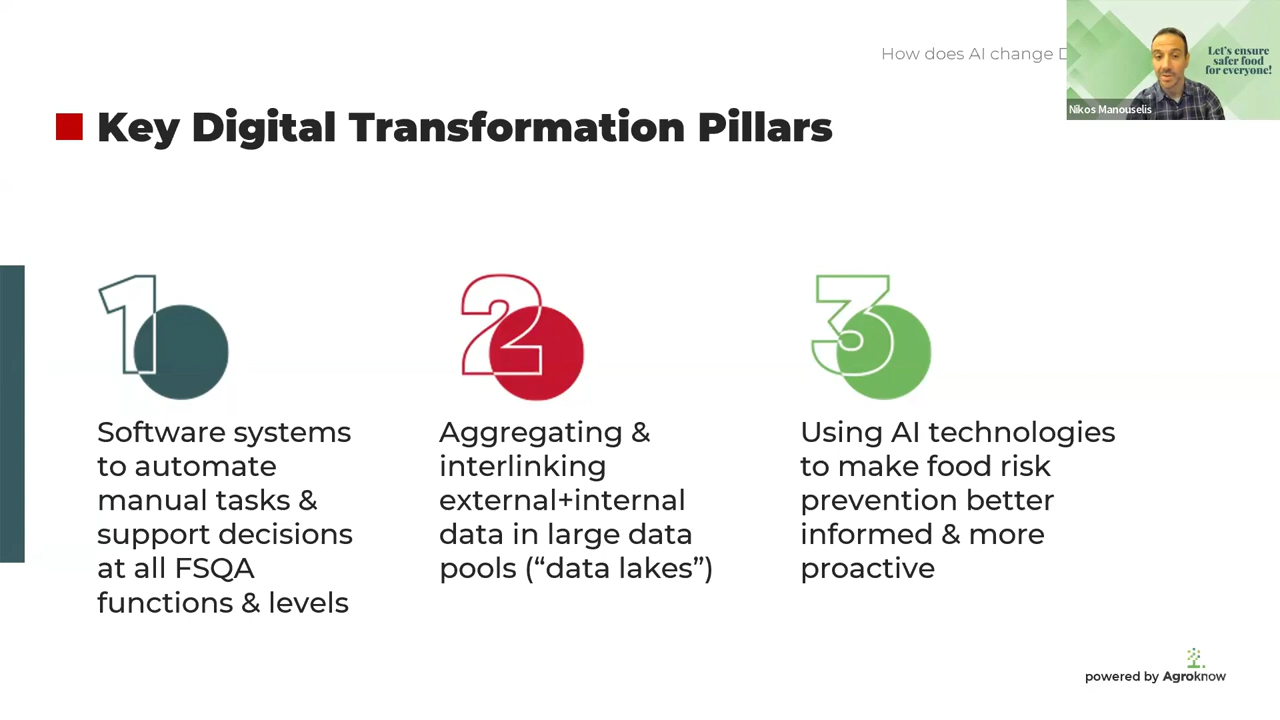 How does AI change
Let's ensure
safer food
for everyone!
Nikos Manouselis
Key Digital Transformation Pillars
1
Software systems
to automate
manual tasks &
support decisions
at all FSQA
functions & levels
2
Aggregating &
interlinking
external+internal
data in large data
pools (“data lakes”)
3
Using AI technologies
to make food risk
prevention better
informed & more
proactive
powered by Agroknow